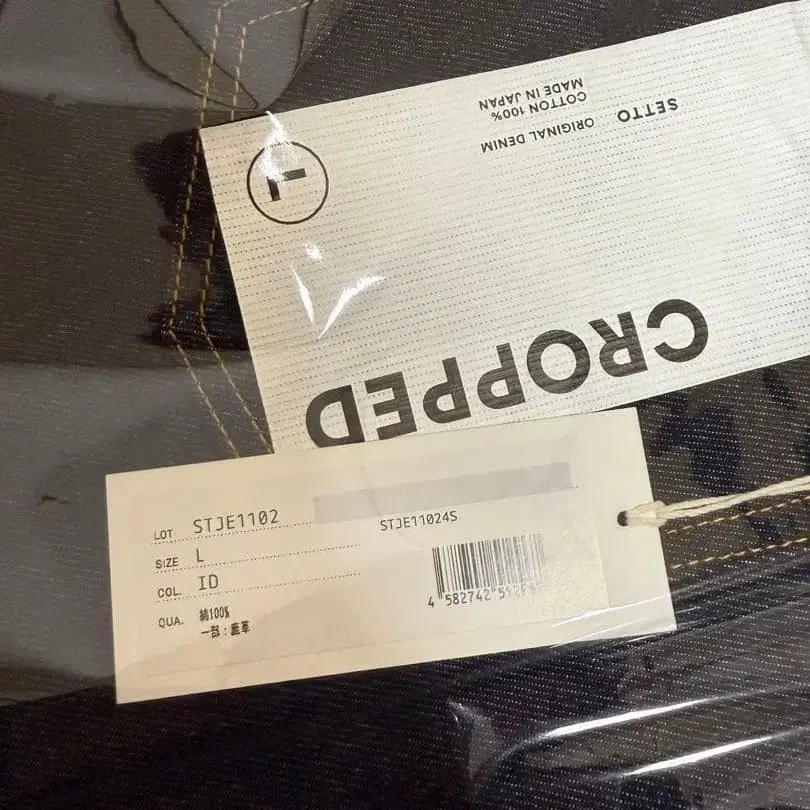 SETTO ORIGINAL DENIM
COTTON 100%
MADE IN JAPAN
L
CROPPED
LOT STJE1102
STJE11024S
SIZE L
COL. ID
QUA. 綿100%
一部:鹿革
4 582742